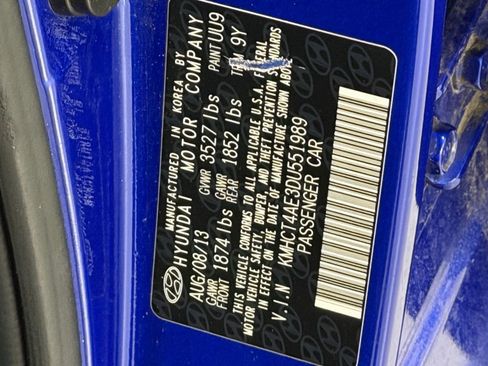 MANUFACTURED IN KOREA BY
HYUNDAI MOTOR COMPANY
AUG/08/13 GVWR 3527 lbs PAINT UU9
GAWR FRONT 1874 lbs GAWR REAR 1852 lbs TRIM 9Y
THIS VEHICLE CONFORMS TO ALL APPLICABLE U.S.A. FEDERAL
MOTOR VEHICLE SAFETY, BUMPER, AND THEFT PREVENTION STANDARDS
IN EFFECT ON THE DATE OF MANUFACTURE SHOWN ABOVE.
V.I.N KMHCT4AE3DU551989
PASSENGER CAR